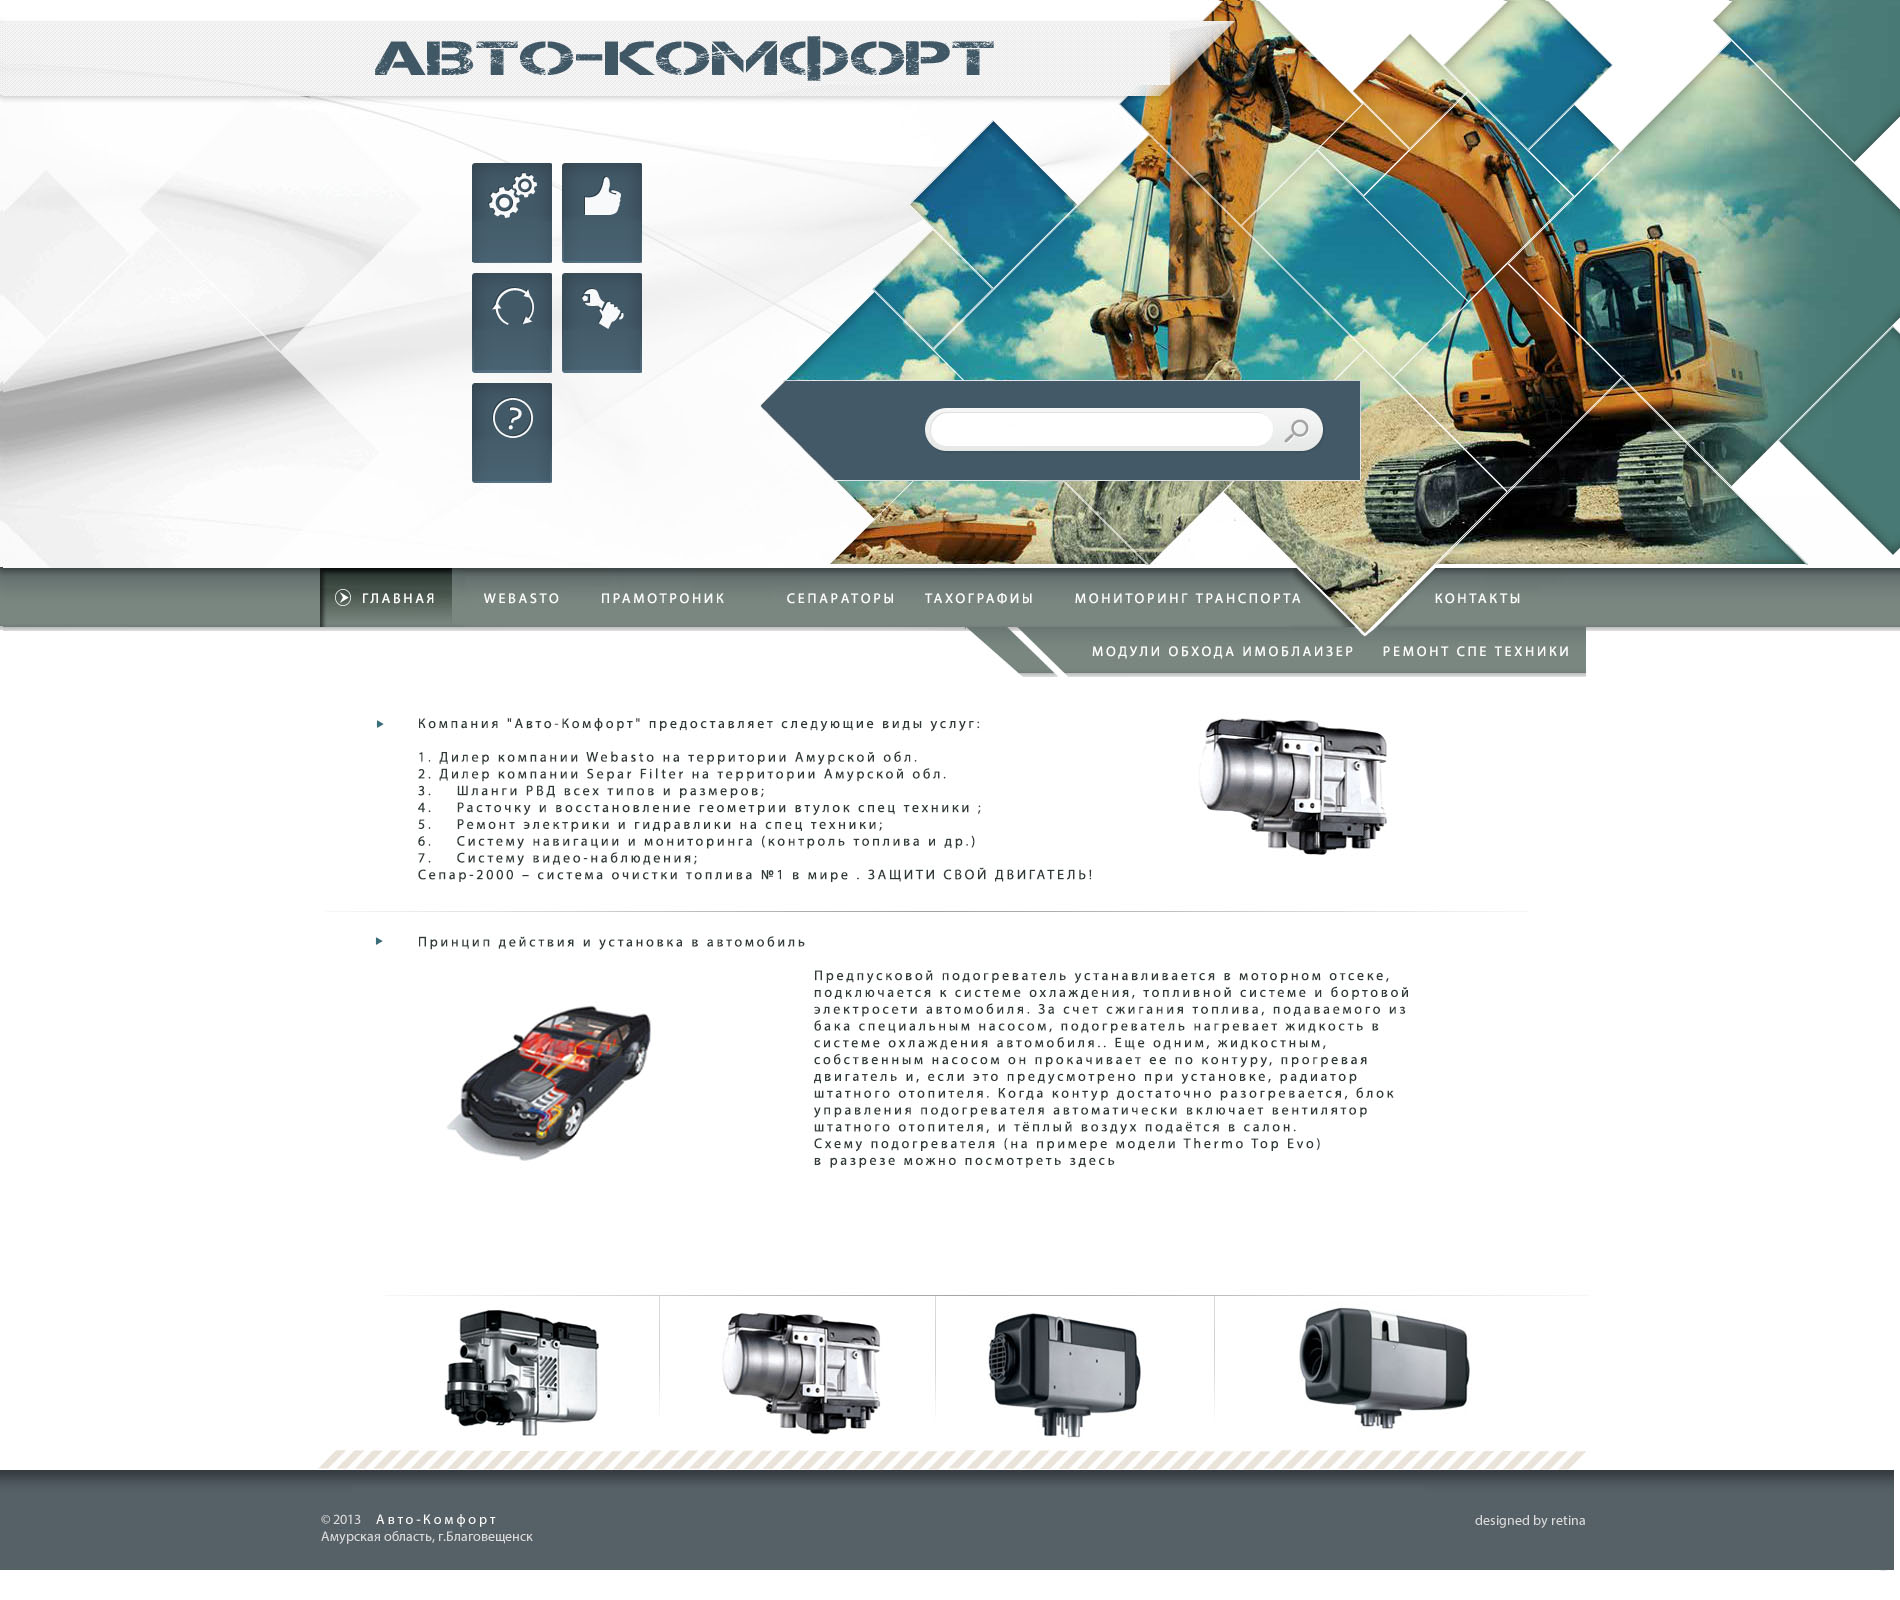 АВТО-КОМФОРТ
ГЛАВНАЯ WEBASTO ПРАМОТРОНИК СЕПАРАТОРЫ ТАХОГРАФИЫ МОНИТОРИНГ ТРАНСПОРТА КОНТАКТЫ
МОДУЛИ ОБХОДА ИМОБЛАИЗЕР РЕМОНТ СПЕ ТЕХНИКИ
Компания "Авто-Комфорт" предоставляет следующие виды услуг:
1. Дилер компании Webasto на территории Амурской обл.
2. Дилер компании Separ Filter на территории Амурской обл.
3. Шланги РВД всех типов и размеров;
4. Расточку и восстановление геометрии втулок спец техники ;
5. Ремонт электрики и гидравлики на спец техники;
6. Систему навигации и мониторинга (контроль топлива и др.)
7. Систему видео-наблюдения;
Сепар-2000 – система очистки топлива №1 в мире . ЗАЩИТИ СВОЙ ДВИГАТЕЛЬ!
Принцип действия и установка в автомобиль
Предпусковой подогреватель устанавливается в моторном отсеке,
подключается к системе охлаждения, топливной системе и бортовой
электросети автомобиля. За счет сжигания топлива, подаваемого из
бака специальным насосом, подогреватель нагревает жидкость в
системе охлаждения автомобиля.. Еще одним, жидкостным,
собственным насосом он прокачивает ее по контуру, прогревая
двигатель и, если это предусмотрено при установке, радиатор
штатного отопителя. Когда контур достаточно разогревается, блок
управления подогревателя автоматически включает вентилятор
штатного отопителя, и тёплый воздух подаётся в салон.
Схему подогревателя (на примере модели Thermo Top Evo)
в разрезе можно посмотреть здесь
© 2013 Авто-Комфорт
Амурская область, г.Благовещенск
designed by retina